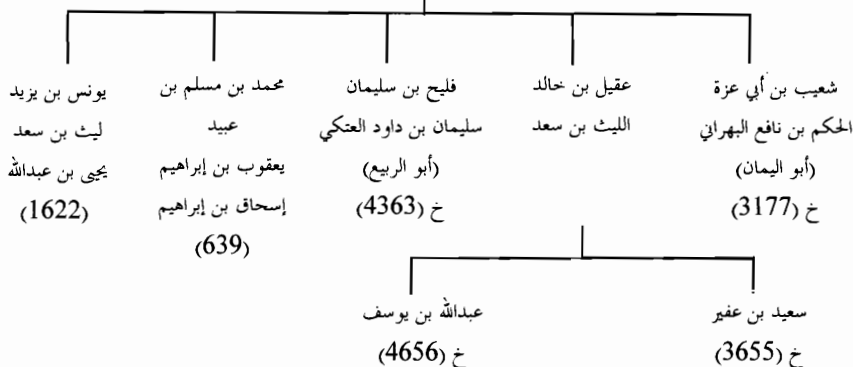 شعيب بن أبي عزة
الحكم بن نافع البهراني
(أبو اليمان)
خ (3177)
عقيل بن خالد
الليث بن سعد
فليح بن سليمان
سليمان بن داود العتكي
(أبو الربيع)
خ (4363)
محمد بن مسلم بن
عبيد
يعقوب بن إبراهيم
إسحاق بن إبراهيم
(639)
يونس بن يزيد
ليث بن سعد
يحيى بن عبدالله
(1622)
سعيد بن عفير
خ (3655)
عبدالله بن يوسف
خ (4656)